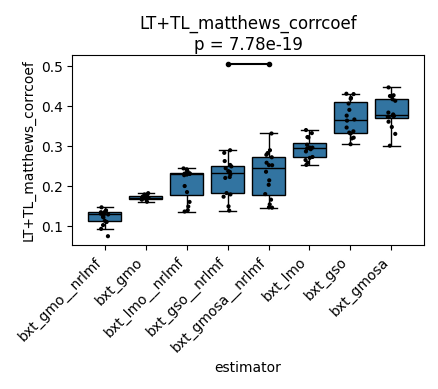 LT+TL_matthews_corrcoef
p = 7.78e-19
LT+TL_matthews_corrcoef
0.5
0.4
0.3
0.2
0.1
bxt_gmo__nrlmf
bxt_gmo
bxt_lmo__nrlmf
bxt_gso__nrlmf
bxt_gmosa__nrlmf
bxt_lmo
bxt_gso
bxt_gmosa
estimator